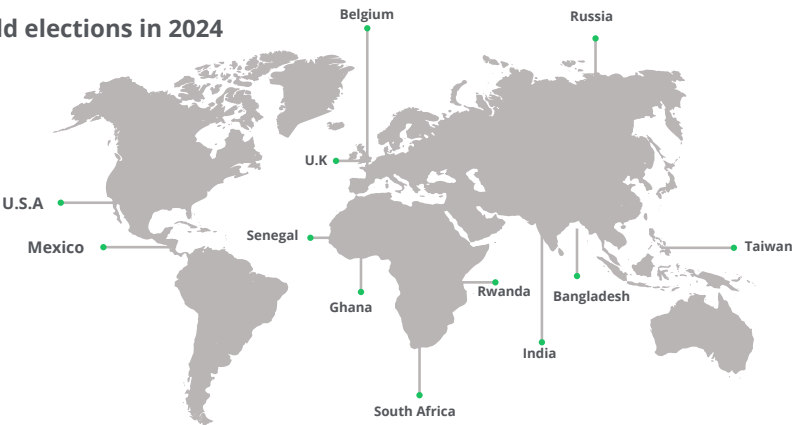 ld elections in 2024
Belgium
Russia
U.K
U.S.A
Senegal
Mexico
Taiwan
Rwanda
Bangladesh
Ghana
India
South Africa